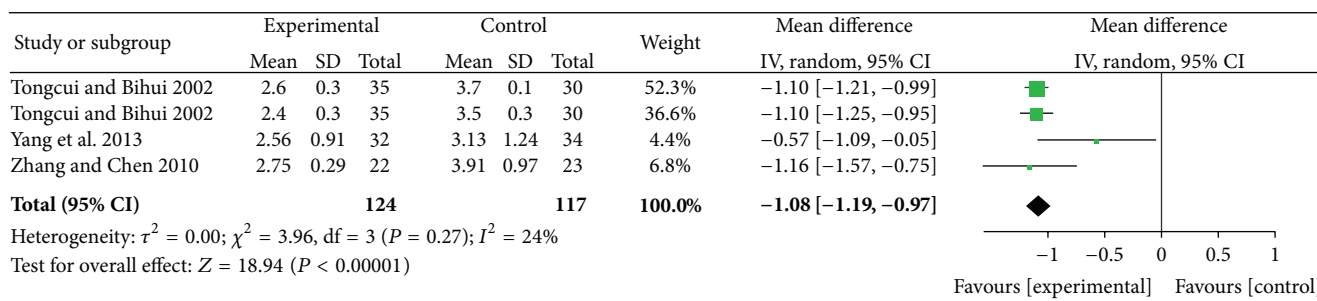 Study or subgroup Experimental Control Weight Mean difference Mean difference
Mean SD Total Mean SD Total IV, random, 95% CI IV, random, 95% CI
Tongcui and Bihui 2002 2.6 0.3 35 3.7 0.1 30 52.3% −1.10 [−1.21, −0.99]
Tongcui and Bihui 2002 2.4 0.3 35 3.5 0.3 30 36.6% −1.10 [−1.25, −0.95]
Yang et al. 2013 2.56 0.91 32 3.13 1.24 34 4.4% −0.57 [−1.09, −0.05]
Zhang and Chen 2010 2.75 0.29 22 3.91 0.97 23 6.8% −1.16 [−1.57, −0.75]
Total (95% CI) 124 117 100.0% −1.08 [−1.19, −0.97]
Heterogeneity: τ² = 0.00; χ² = 3.96, df = 3 (P = 0.27); I² = 24%
Test for overall effect: Z = 18.94 (P < 0.00001)
−1 −0.5 0 0.5 1
Favours [experimental] Favours [control]